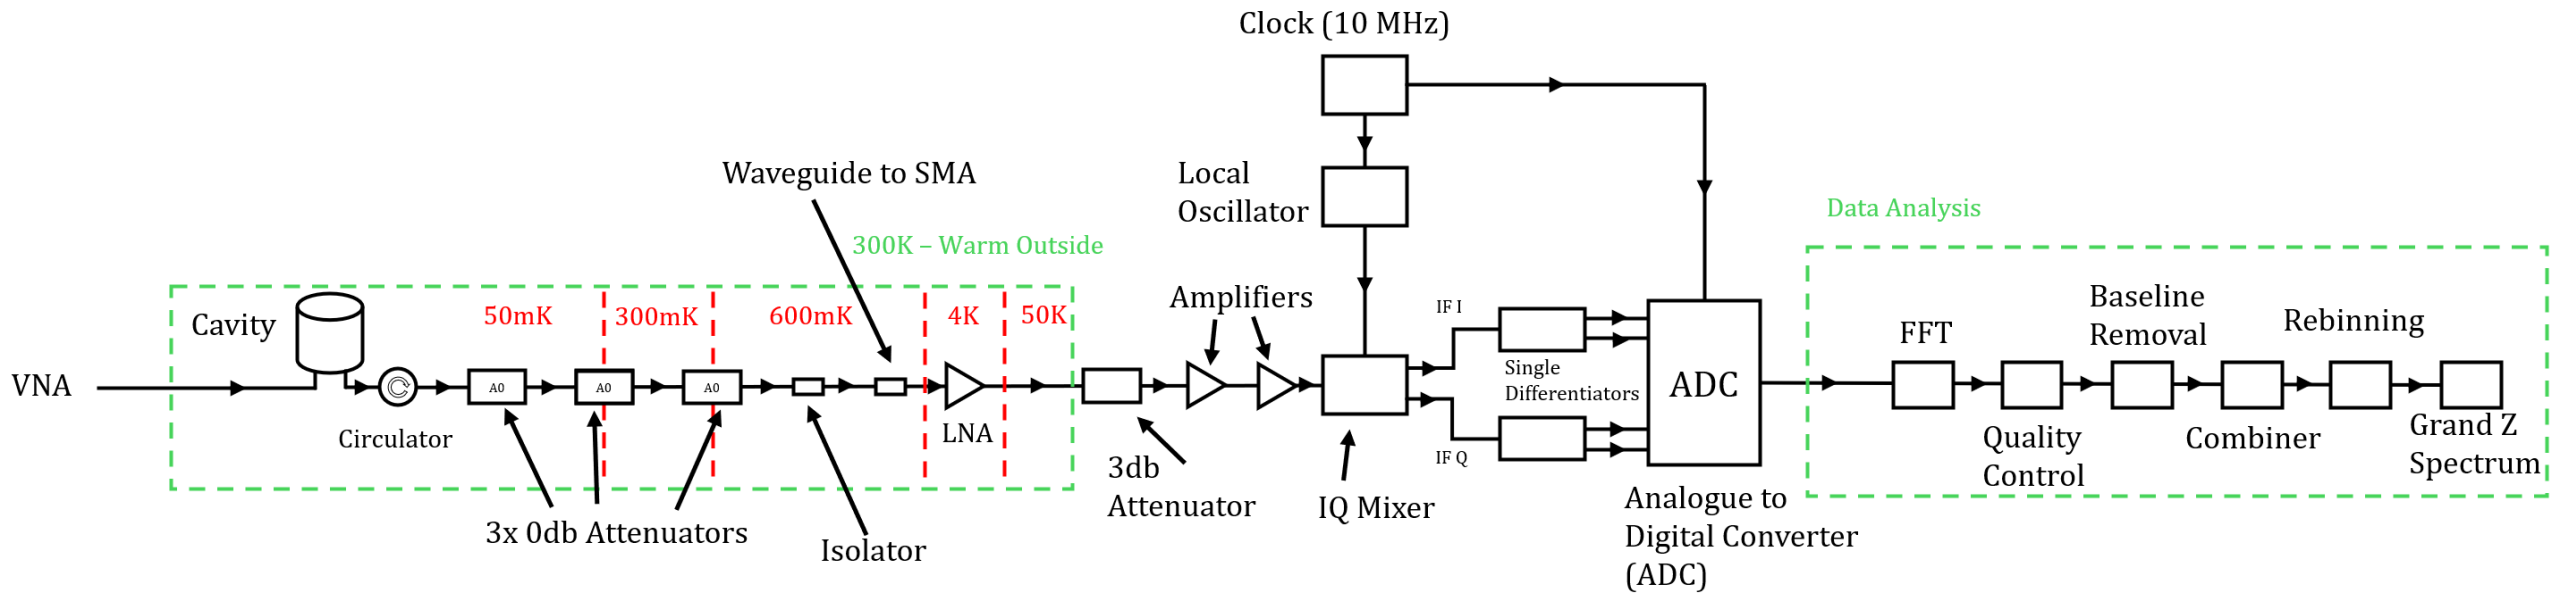 Clock (10 MHz)
Waveguide to SMA
Local
Oscillator
Data Analysis
300K – Warm Outside
Cavity
50mK
300mK
600mK
4K
50K
Amplifiers
IF I
Baseline
Removal
Rebinning
FFT
VNA
A0
A0
A0
Single
Differentiators
ADC
Circulator
LNA
3db
Attenuator
IF Q
Quality
Control
Combiner
Grand Z
Spectrum
3x 0db Attenuators
Isolator
IQ Mixer
Analogue to
Digital Converter
(ADC)